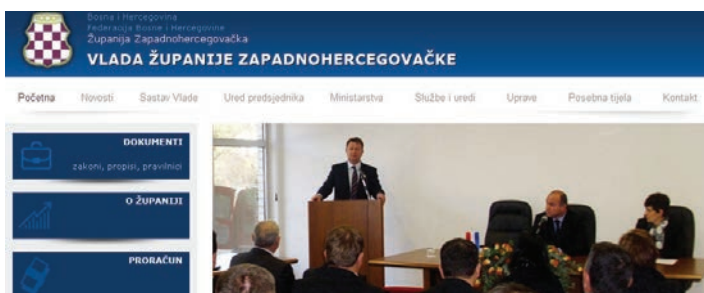 Bosna i Hercegovina
Federacija Bosne i Hercegovine
Županija Zapadnohercegovačka
VLADA ŽUPANIJE ZAPADNOHERCEGOVAČKE
Početna Novosti Sastav Vlade Ured predsjednika Ministarstva Službe i uredi Uprave Posebna tijela Kontakt
DOKUMENTI
zakoni, propisi, pravilnici
O ŽUPANIJI
PRORAČUN